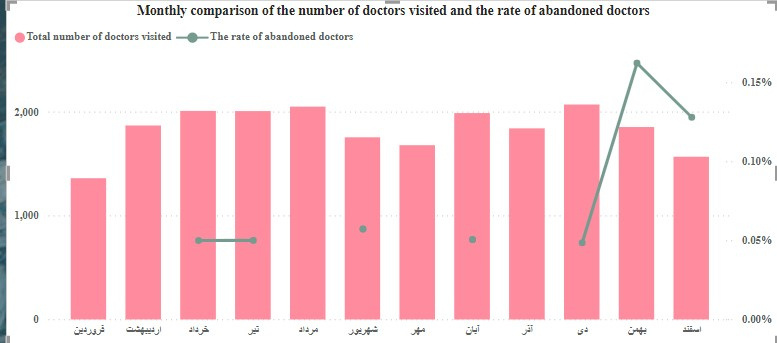 Monthly comparison of the number of doctors visited and the rate of abandoned doctors
Total number of doctors visited The rate of abandoned doctors
2,000
1,000
0
0.15%
0.10%
0.05%
0.00%
فروردین اردیبهشت خرداد تیر مرداد شهریور مهر آبان آذر دی بهمن اسفند